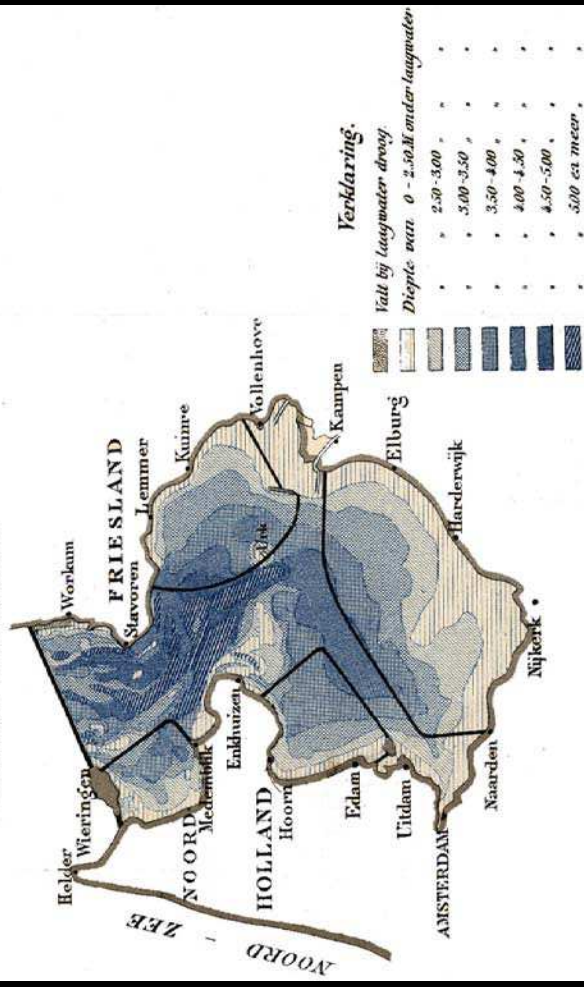 Helder
Wieringen
Workum
FRIESLAND
Stavoren
Lemmer
Kuinre
Vollenhove
Kampen
Elburg
Harderwijk
Nijkerk
Naarden
AMSTERDAM
Uitdam
Edam
Hoorn
Enkhuizen
Medemblik
Urk
NOORD
HOLLAND
NOORD - ZEE
Verklaring.
Valt bij laagwater droog.
Diepte van 0 - 2.50 M onder laagwater
„ „ 2.50 - 3.00 „ „ „
„ „ 3.00 - 3.50 „ „ „
„ „ 3.50 - 4.00 „ „ „
„ „ 4.00 - 4.50 „ „ „
„ „ 4.50 - 5.00 „ „ „
„ „ 5.00 en meer „ „ „